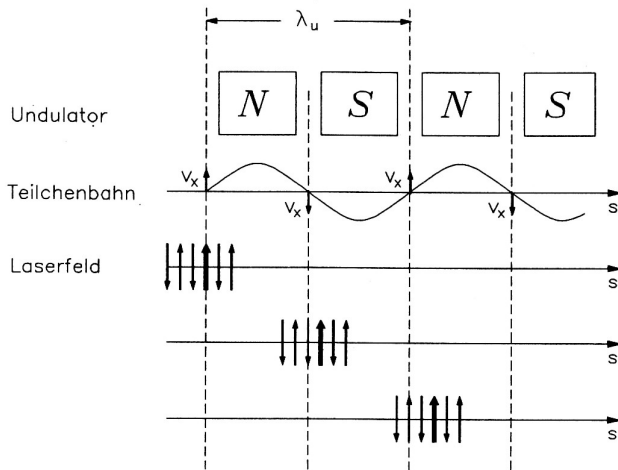 λu
Undulator N S N S
Teilchenbahn Vx Vx Vx Vx s
Laserfeld s
s
s